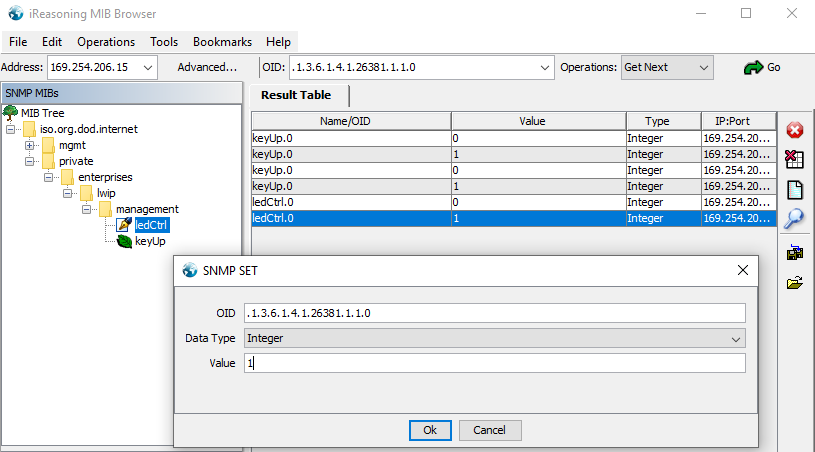 iReasoning MIB Browser
File Edit Operations Tools Bookmarks Help
Address: 169.254.206.15 Advanced... OID: .1.3.6.1.4.1.26381.1.1.0 Operations: Get Next Go
SNMP MIBs
Result Table
MIB Tree
iso.org.dod.internet
mgmt
private
enterprises
lwip
management
ledCtrl
keyUp
Name/OID Value Type IP:Port
keyUp.0 0 Integer 169.254.20...
keyUp.0 1 Integer 169.254.20...
keyUp.0 0 Integer 169.254.20...
keyUp.0 1 Integer 169.254.20...
ledCtrl.0 0 Integer 169.254.20...
ledCtrl.0 1 Integer 169.254.20...
SNMP SET
OID .1.3.6.1.4.1.26381.1.1.0
Data Type Integer
Value 1
Ok Cancel